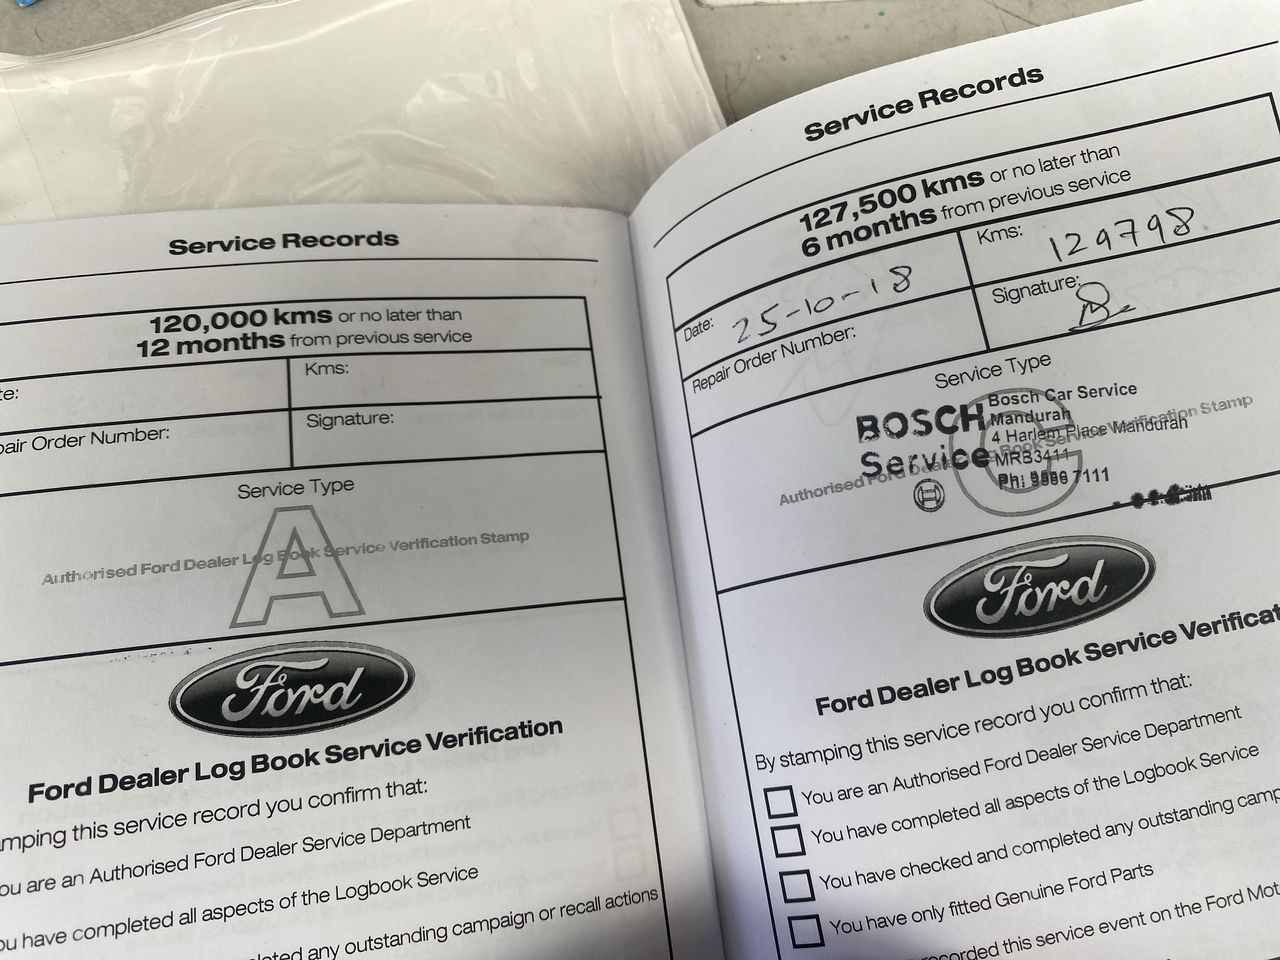 Service Records
120,000 kms or no later than
12 months from previous service
te:
Kms:
pair Order Number:
Signature:
Service Type
A
Authorised Ford Dealer Log Book Service Verification Stamp
Ford
Ford Dealer Log Book Service Verification
amping this service record you confirm that:
ou are an Authorised Ford Dealer Service Department
ou have completed all aspects of the Logbook Service
pleted any outstanding campaign or recall actions
Service Records
127,500 kms or no later than
6 months from previous service
Date: 25-10-18
Kms: 129798
Repair Order Number:
Signature:
Service Type
C
Authorised Ford Dealer Log Book Service Verification Stamp
BOSCH
Service
Bosch Car Service
Mandurah
4 Harlem Place Mandurah
MRB3411
Ph: 7111
Ford
Ford Dealer Log Book Service Verificat
By stamping this service record you confirm that:
You are an Authorised Ford Dealer Service Department
You have completed all aspects of the Logbook Service
You have checked and completed any outstanding camp
You have only fitted Genuine Ford Parts
recorded this service event on the Ford Mot